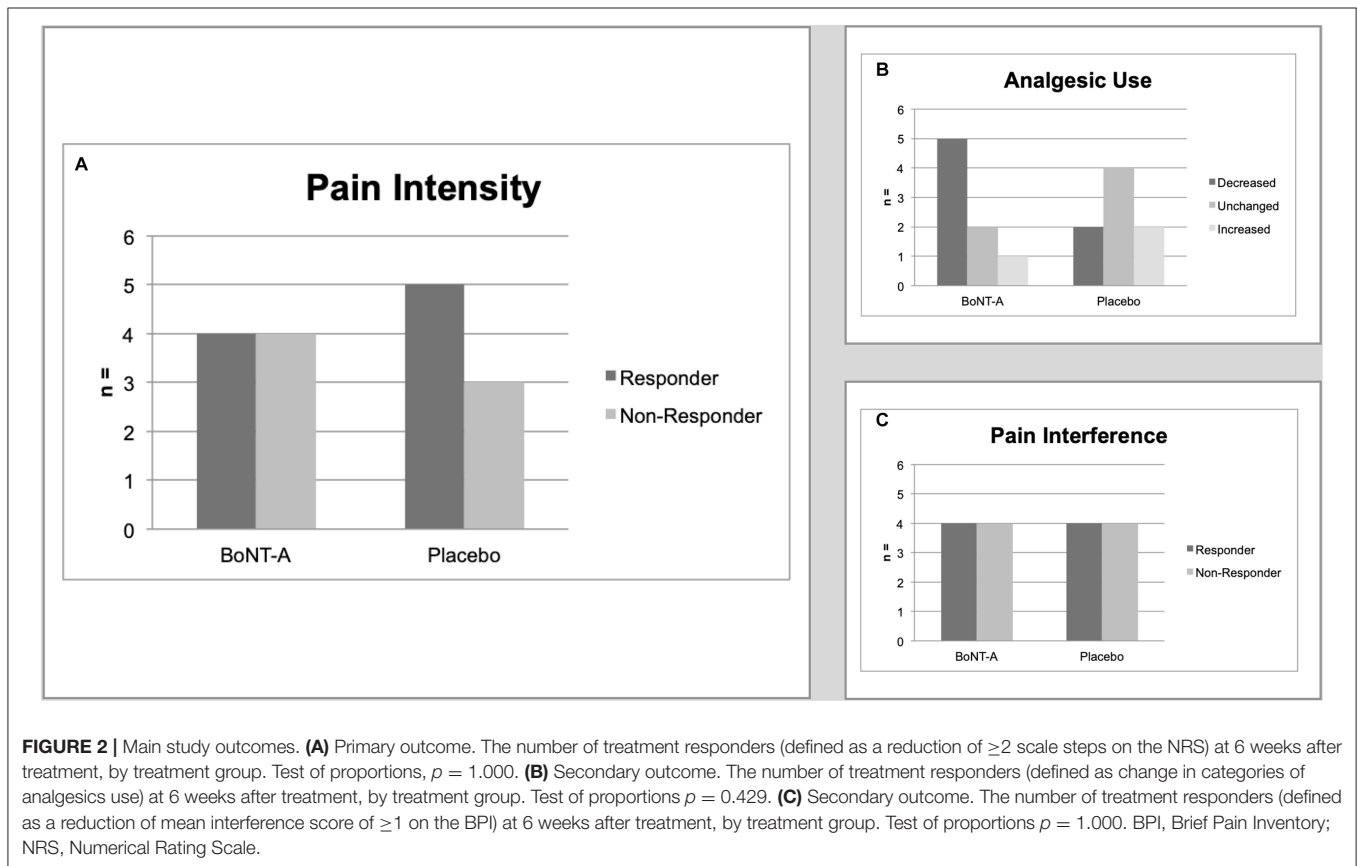 A
Pain Intensity
6
5
4
3
2
1
0
n =
BoNT-A Placebo
Responder
Non-Responder
B
Analgesic Use
6
5
4
3
2
1
0
n =
BoNT-A Placebo
Decreased
Unchanged
Increased
C
Pain Interference
6
5
4
3
2
1
0
n =
BoNT-A Placebo
Responder
Non-Responder
FIGURE 2 | Main study outcomes. (A) Primary outcome. The number of treatment responders (defined as a reduction of ≥2 scale steps on the NRS) at 6 weeks after
treatment, by treatment group. Test of proportions, p = 1.000. (B) Secondary outcome. The number of treatment responders (defined as change in categories of
analgesics use) at 6 weeks after treatment, by treatment group. Test of proportions p = 0.429. (C) Secondary outcome. The number of treatment responders (defined
as a reduction of mean interference score of ≥1 on the BPI) at 6 weeks after treatment, by treatment group. Test of proportions p = 1.000. BPI, Brief Pain Inventory;
NRS, Numerical Rating Scale.